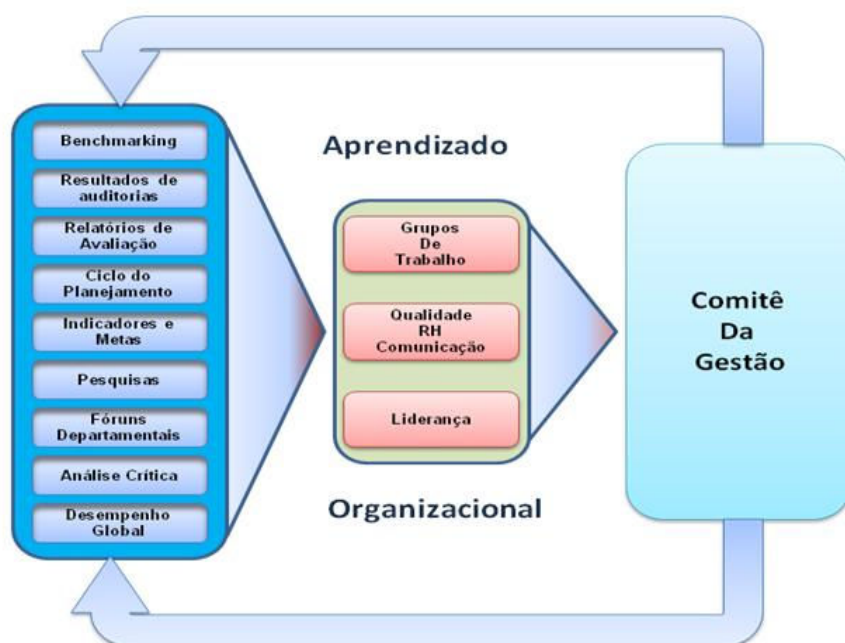 Benchmarking
Resultados de
auditorias
Relatórios de
Avaliação
Ciclo do
Planejamento
Indicadores e
Metas
Pesquisas
Fóruns
Departamentais
Análise Crítica
Desempenho
Global
Aprendizado
Grupos
De
Trabalho
Qualidade
RH
Comunicação
Liderança
Organizacional
Comitê
Da
Gestão